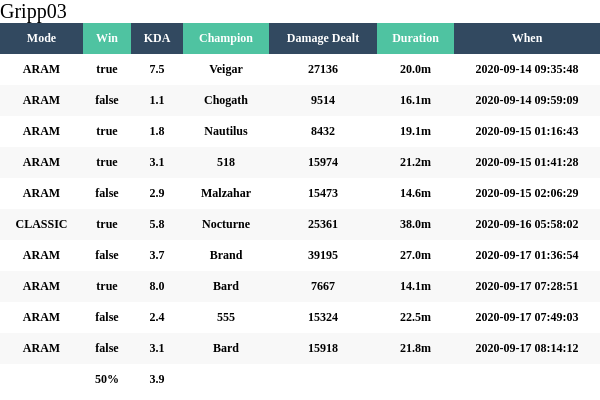 Gripp03
Mode Win KDA Champion Damage Dealt Duration When
ARAM true 7.5 Veigar 27136 20.0m 2020-09-14 09:35:48
ARAM false 1.1 Chogath 9514 16.1m 2020-09-14 09:59:09
ARAM true 1.8 Nautilus 8432 19.1m 2020-09-15 01:16:43
ARAM true 3.1 518 15974 21.2m 2020-09-15 01:41:28
ARAM false 2.9 Malzahar 15473 14.6m 2020-09-15 02:06:29
CLASSIC true 5.8 Nocturne 25361 38.0m 2020-09-16 05:58:02
ARAM false 3.7 Brand 39195 27.0m 2020-09-17 01:36:54
ARAM true 8.0 Bard 7667 14.1m 2020-09-17 07:28:51
ARAM false 2.4 555 15324 22.5m 2020-09-17 07:49:03
ARAM false 3.1 Bard 15918 21.8m 2020-09-17 08:14:12
50% 3.9